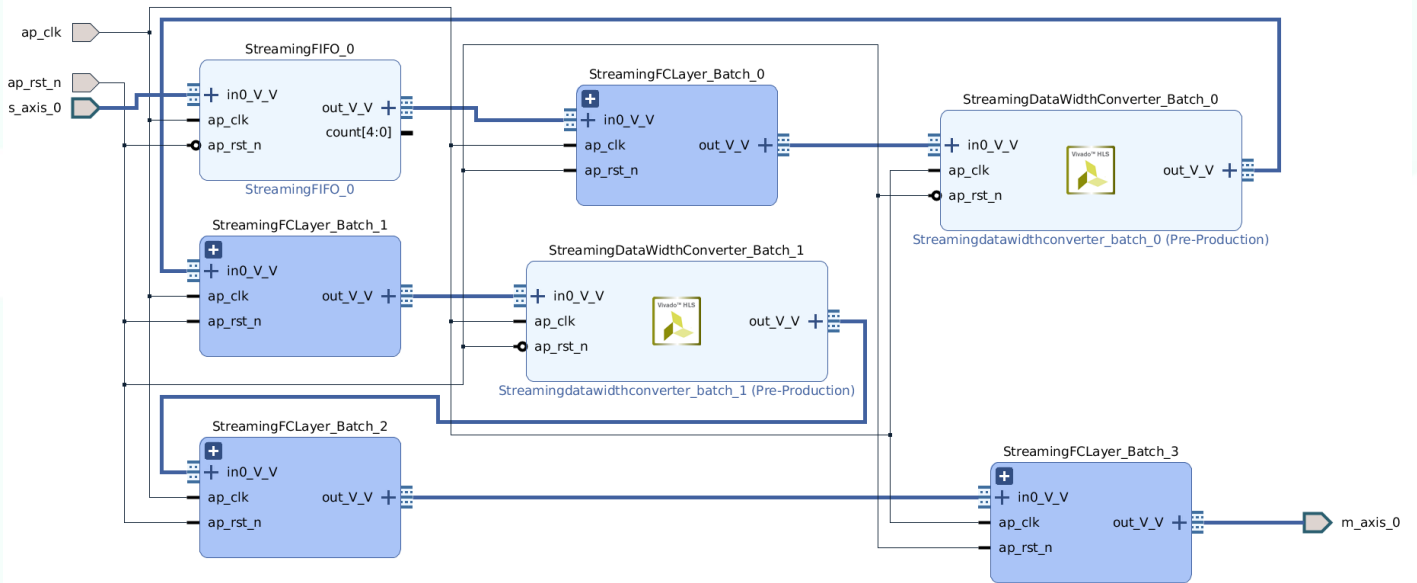 ap_clk
ap_rst_n
s_axis_0
StreamingFIFO_0
in0_V_V
ap_clk
ap_rst_n
out_V_V
count[4:0]
StreamingFIFO_0
StreamingFCLayer_Batch_0
in0_V_V
ap_clk
ap_rst_n
out_V_V
StreamingDataWidthConverter_Batch_0
in0_V_V
ap_clk
ap_rst_n
Vivado™ HLS
out_V_V
Streamingdatawidthconverter_batch_0 (Pre-Production)
StreamingFCLayer_Batch_1
in0_V_V
ap_clk
ap_rst_n
out_V_V
StreamingDataWidthConverter_Batch_1
in0_V_V
ap_clk
ap_rst_n
Vivado™ HLS
out_V_V
Streamingdatawidthconverter_batch_1 (Pre-Production)
StreamingFCLayer_Batch_2
in0_V_V
ap_clk
ap_rst_n
out_V_V
StreamingFCLayer_Batch_3
in0_V_V
ap_clk
ap_rst_n
out_V_V
m_axis_0